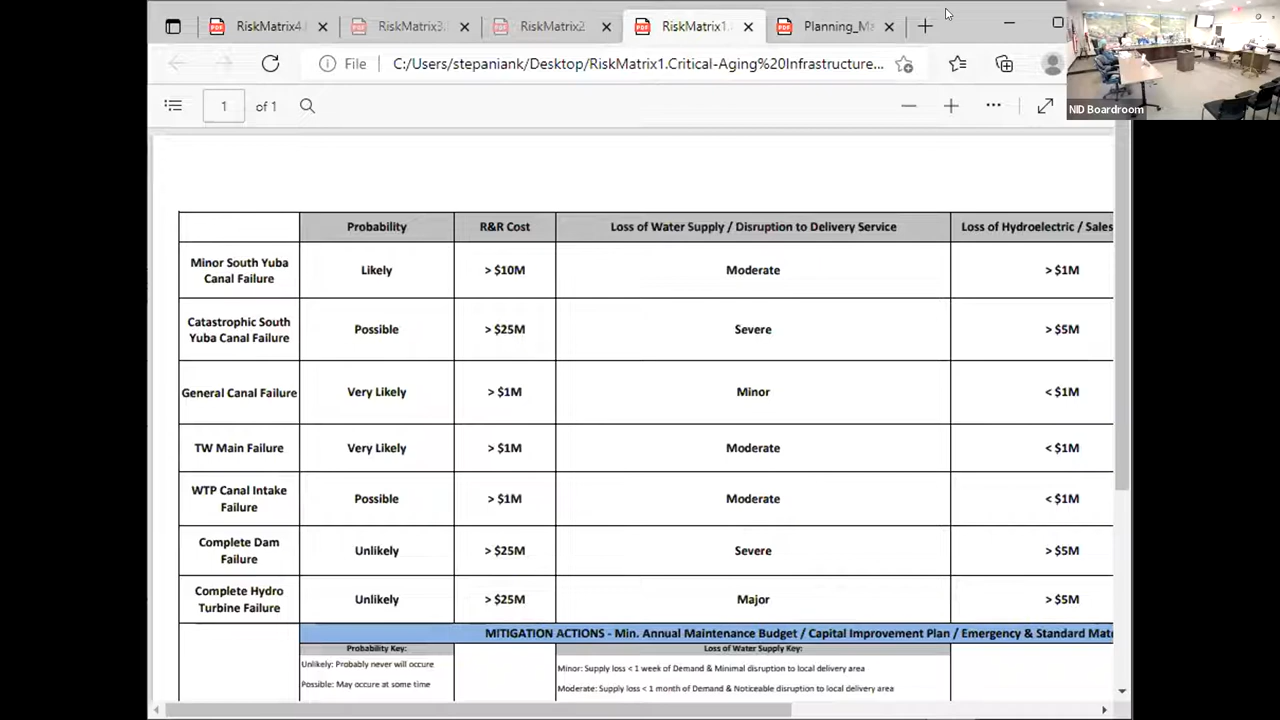 RiskMatrix4.
RiskMatrix3.
RiskMatrix2
RiskMatrix1.
Planning_Ma
File
C:/Users/stepaniank/Desktop/RiskMatrix1.Critical-Aging%20Infrastructure...
NID Boardroom
1 of 1
Probability R&R Cost Loss of Water Supply / Disruption to Delivery Service Loss of Hydroelectric / Sales
Minor South Yuba
Canal Failure
Likely > $10M Moderate > $1M
Catastrophic South
Yuba Canal Failure
Possible > $25M Severe > $5M
General Canal Failure Very Likely > $1M Minor < $1M
TW Main Failure Very Likely > $1M Moderate < $1M
WTP Canal Intake
Failure
Possible > $1M Moderate < $1M
Complete Dam
Failure
Unlikely > $25M Severe > $5M
Complete Hydro
Turbine Failure
Unlikely > $25M Major > $5M
MITIGATION ACTIONS - Min. Annual Maintenance Budget / Capital Improvement Plan / Emergency & Standard Mate
Probability Key:
Unlikely: Probably never will occure
Possible: May occure at some time
Loss of Water Supply Key:
Minor: Supply loss < 1 week of Demand & Minimal disruption to local delivery area
Moderate: Supply loss < 1 month of Demand & Noticeable disruption to local delivery area